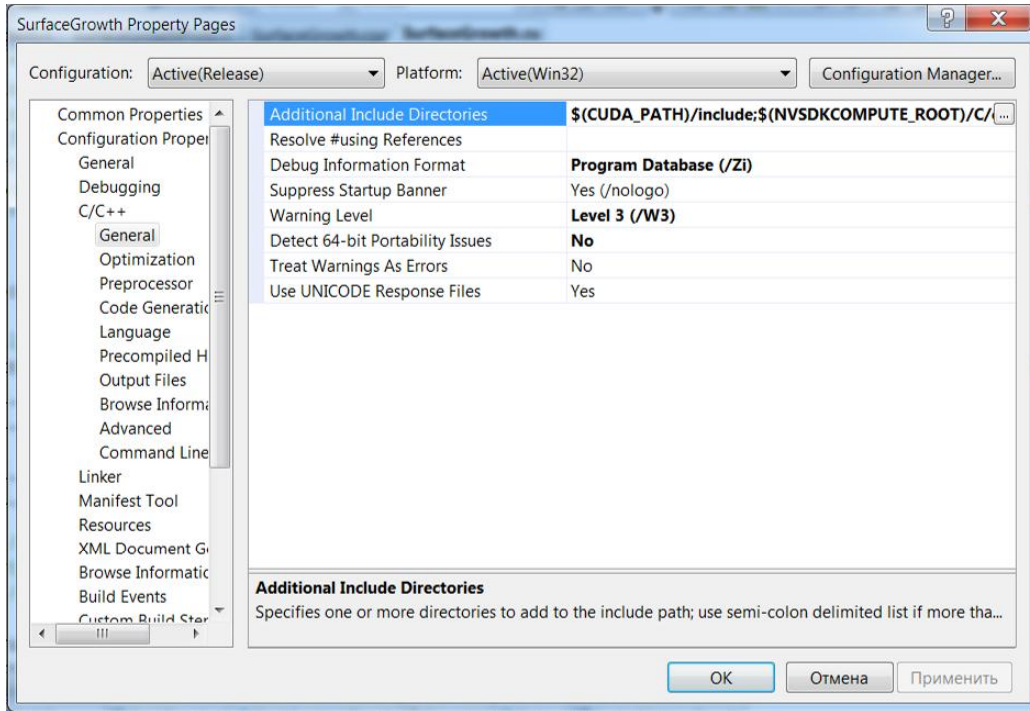 SurfaceGrowth Property Pages
Configuration: Active(Release) Platform: Active(Win32) Configuration Manager...
Common Properties
Configuration Proper
General
Debugging
C/C++
General
Optimization
Preprocessor
Code Generatic
Language
Precompiled H
Output Files
Browse Informa
Advanced
Command Line
Linker
Manifest Tool
Resources
XML Document Ge
Browse Informatic
Build Events
Custom Build Step
Additional Include Directories $(CUDA_PATH)/include;$(NVSDKCOMPUTE_ROOT)/C/ ...
Resolve #using References
Debug Information Format Program Database (/Zi)
Suppress Startup Banner Yes (/nologo)
Warning Level Level 3 (/W3)
Detect 64-bit Portability Issues No
Treat Warnings As Errors No
Use UNICODE Response Files Yes
Additional Include Directories
Specifies one or more directories to add to the include path; use semi-colon delimited list if more tha...
OK Отмена Применить